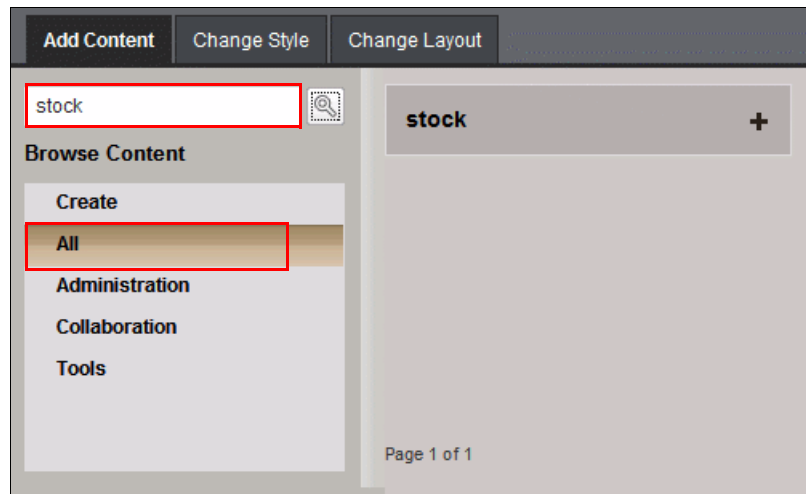 Add Content Change Style Change Layout
stock
Browse Content
Create
All
Administration
Collaboration
Tools
stock +
Page 1 of 1